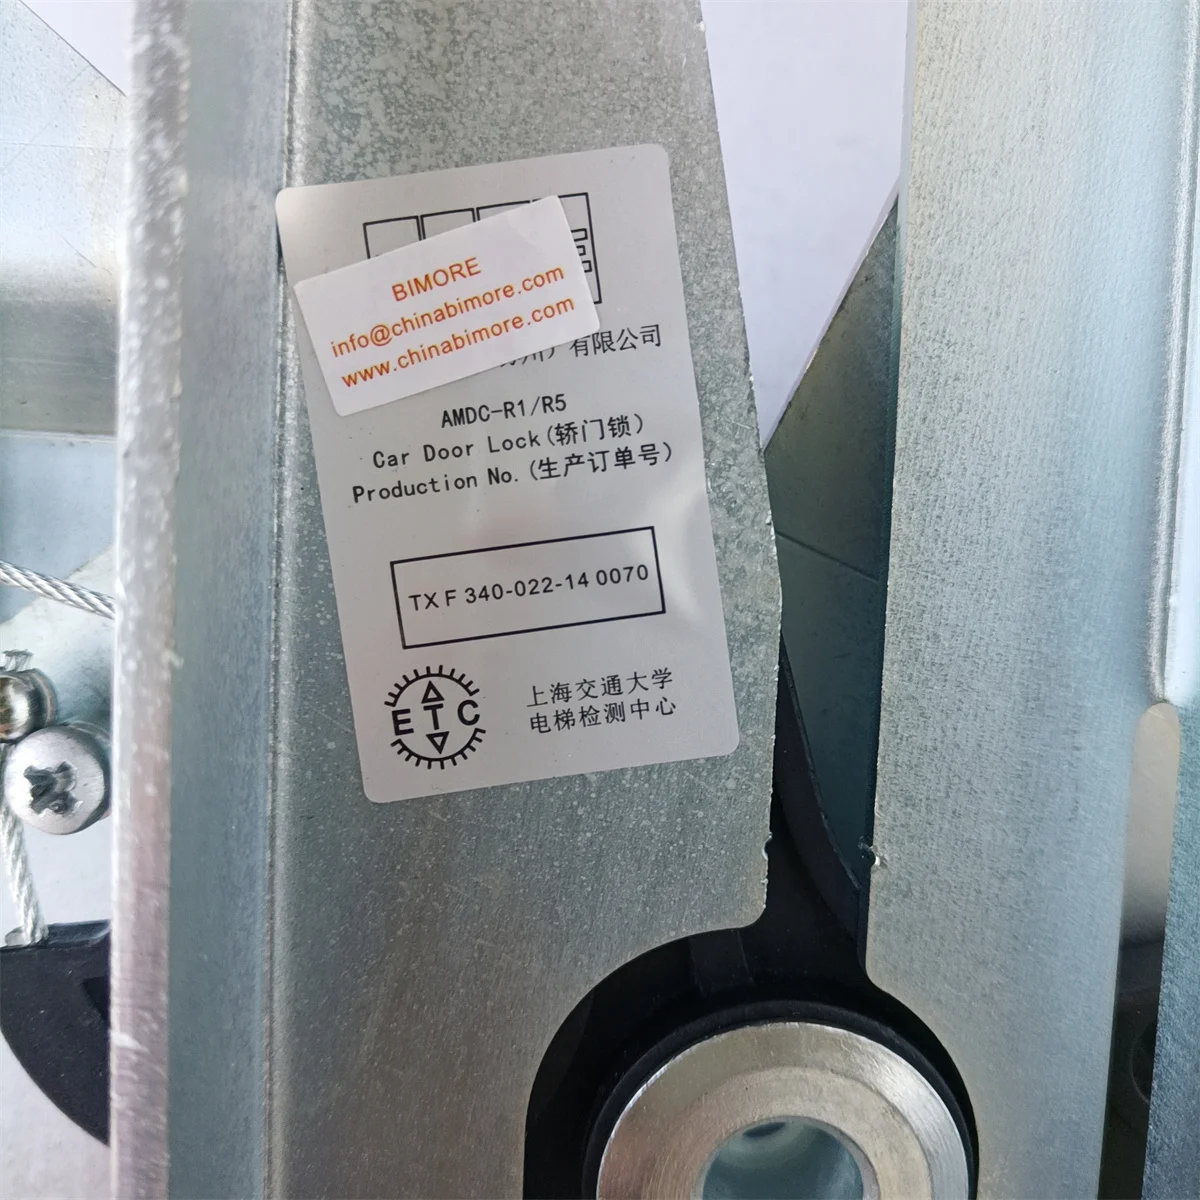 BIMORE
info@chinabimore.com
www.chinabimore.com
有限公司
AMDC-R1/R5
Car Door Lock(轿门锁)
Production No.(生产订单号)
TX F 340-022-14 0070
ETC
上海交通大学
电梯检测中心